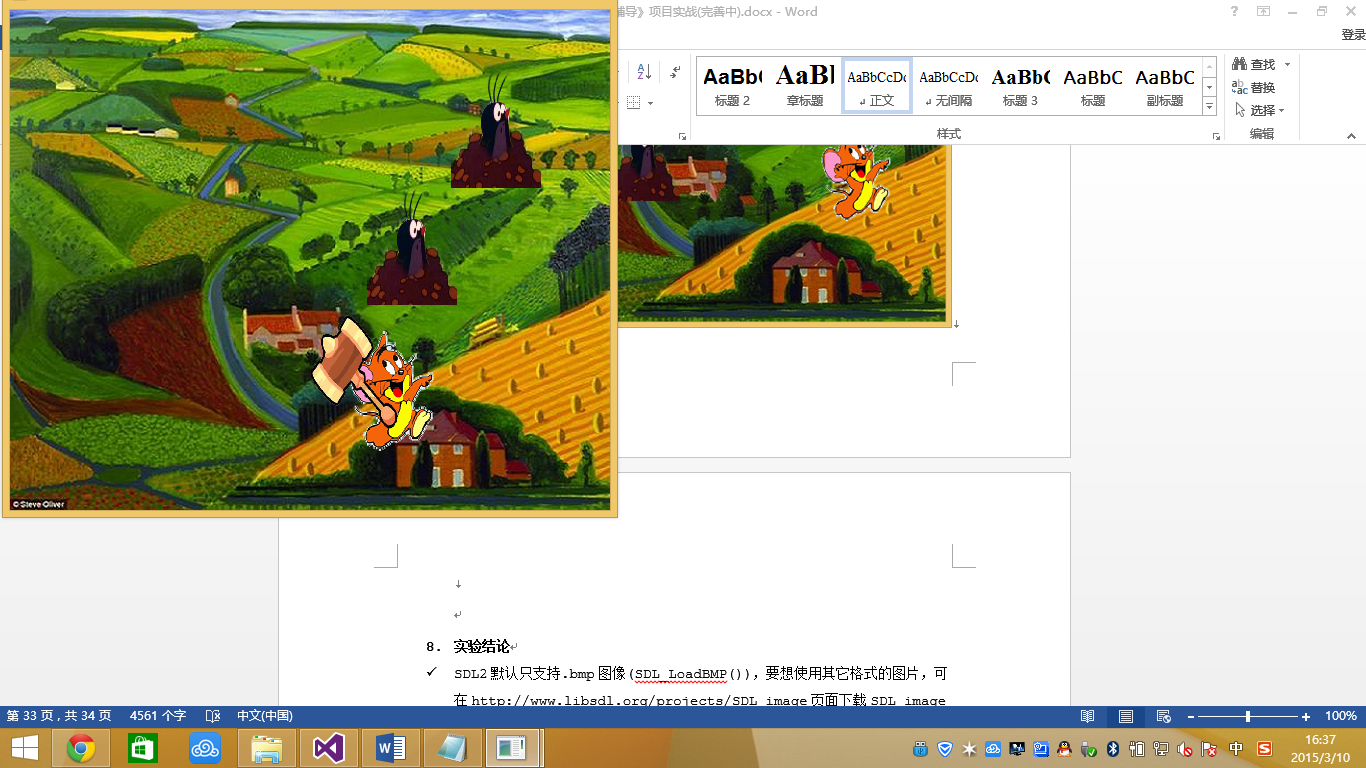 辅导》项目实战(完善中).docx - Word
?
登录
AaBbC
标题 2
AaBl
章标题
AaBbCcDc
↲ 正文
AaBbCcDc
↲ 无间隔
AaBbC
标题 3
AaBbC
标题
AaBbC
副标题
样式
查找
替换
选择
编辑
© Steve Oliver
8. 实验结论
✓ SDL2 默认只支持.bmp 图像(SDL_LoadBMP())，要想使用其它格式的图片，可
在 http://www.libsdl.org/projects/SDL_image 页面下载 SDL_image
第 33 页，共 34 页 4561 个字 中文(中国) 100%
中
16:37
2015/3/10